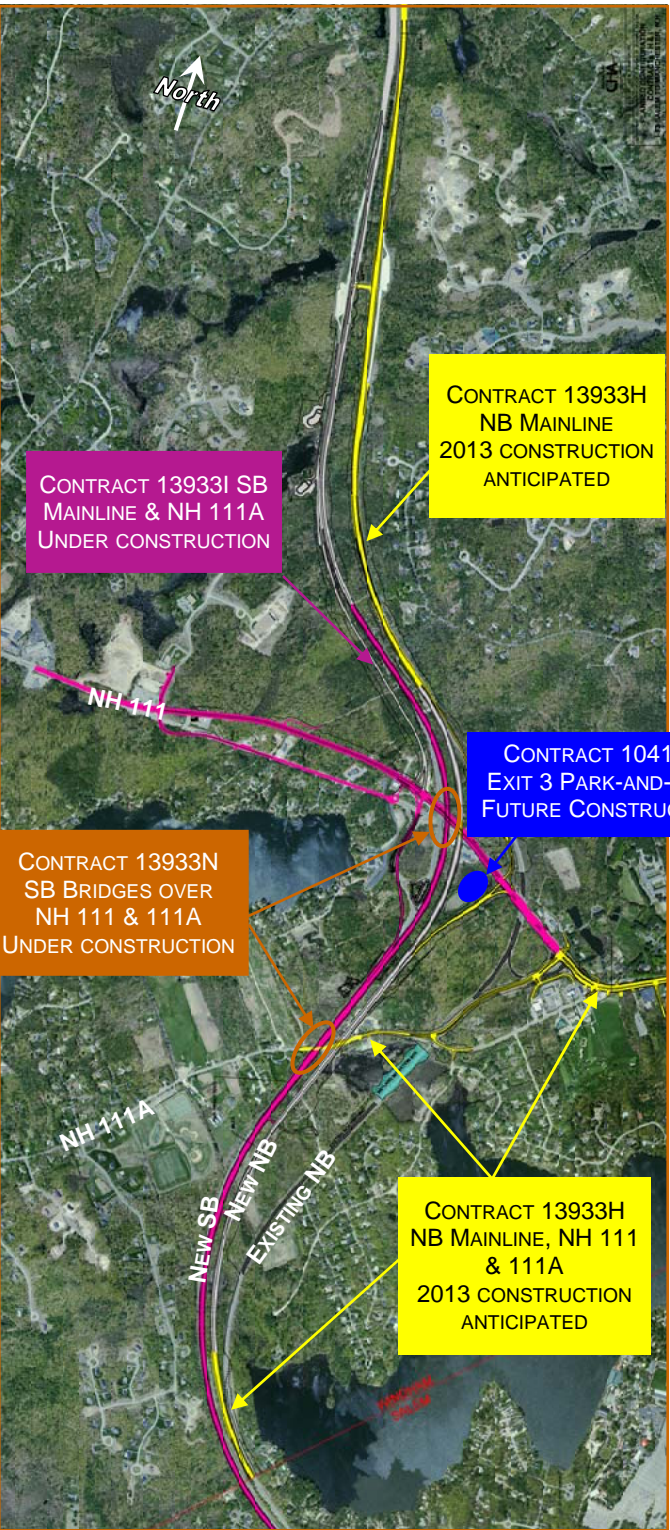 North
CONTRACT 13933H
NB MAINLINE
2013 CONSTRUCTION
ANTICIPATED
CONTRACT 13933I SB
MAINLINE & NH 111A
UNDER CONSTRUCTION
NH 111
CONTRACT 1041
EXIT 3 PARK-AND-
FUTURE CONSTRUC
CONTRACT 13933N
SB BRIDGES OVER
NH 111 & 111A
UNDER CONSTRUCTION
NH 111A
NEW SB
NEW NB
EXISTING NB
CONTRACT 13933H
NB MAINLINE, NH 111
& 111A
2013 CONSTRUCTION
ANTICIPATED
WINDHAM
SALEM